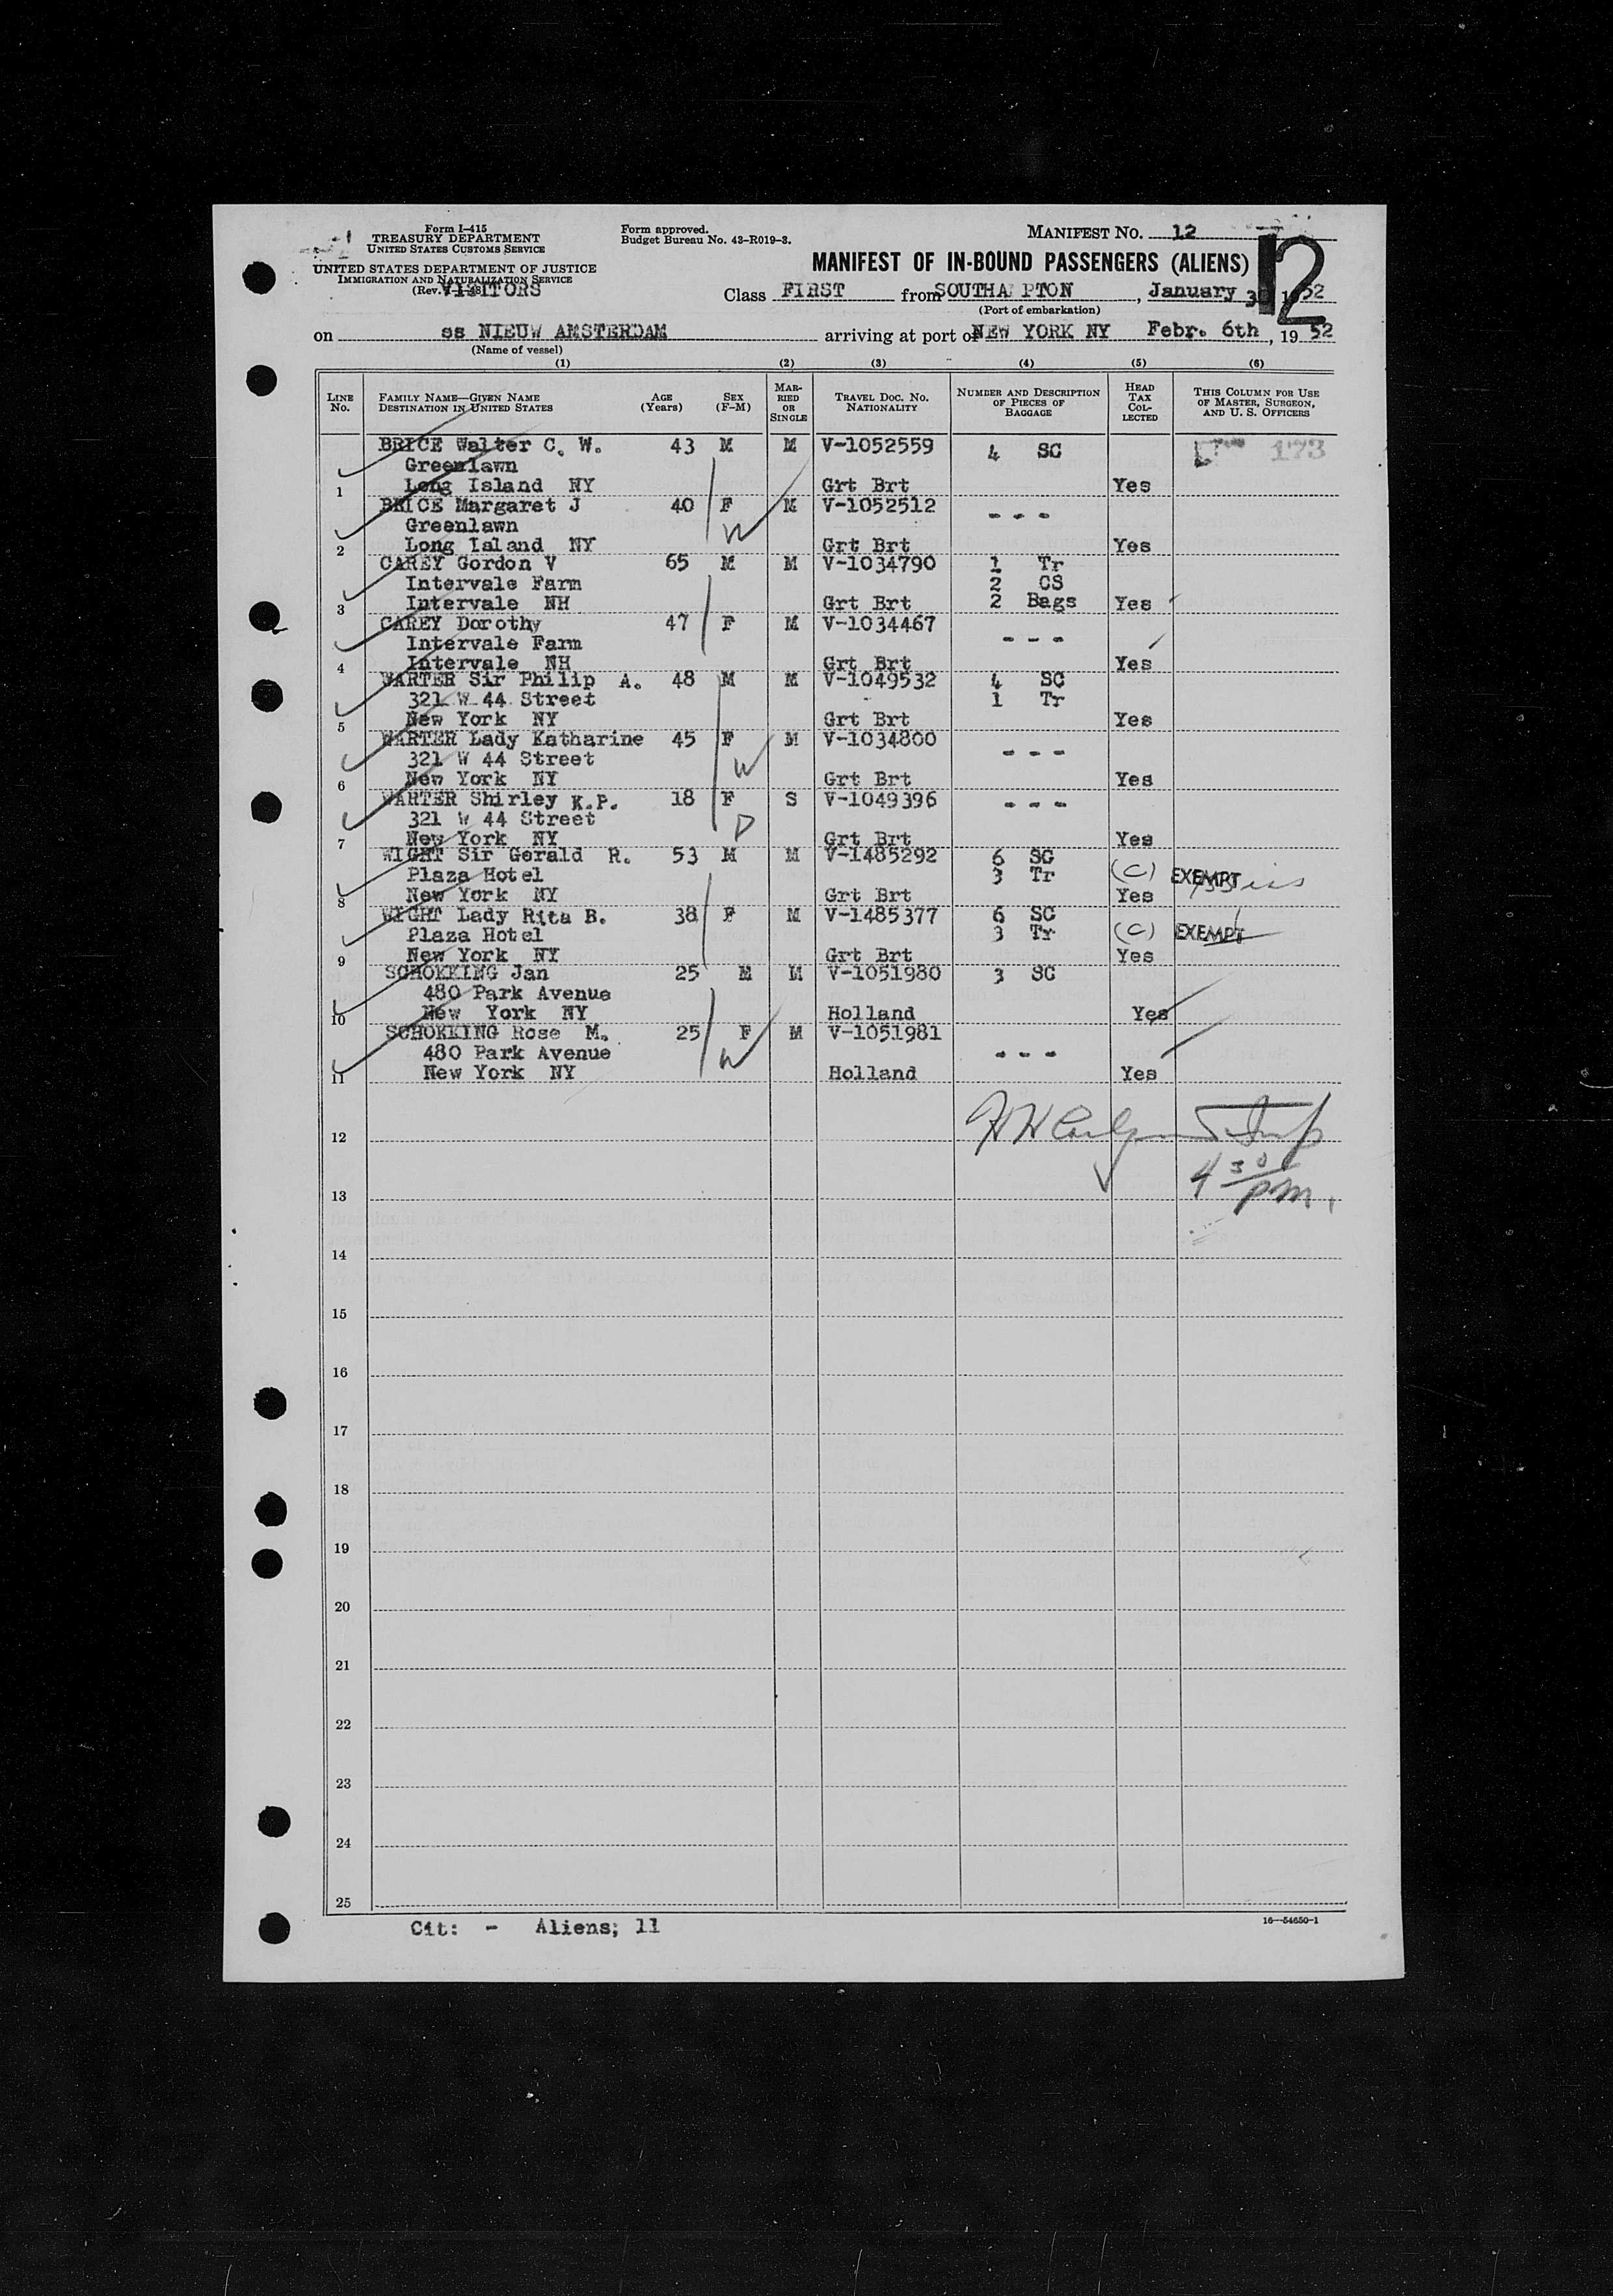 Form I-415
TREASURY DEPARTMENT
UNITED STATES CUSTOMS SERVICE
UNITED STATES DEPARTMENT OF JUSTICE
IMMIGRATION AND NATURALIZATION SERVICE
(Rev. VISITORS
Form approved.
Budget Bureau No. 43-R019-3.
MANIFEST NO. 12
12
MANIFEST OF IN-BOUND PASSENGERS (ALIENS)
Class FIRST from SOUTHA PTON, January 1952
(Port of embarkation)
on ss NIEUW AMSTERDAM arriving at port of NEW YORK NY Febr. 6th, 1952
(Name of vessel)
(1) (2) (3) (4) (5) (6)
LINE No. FAMILY NAME—GIVEN NAME DESTINATION IN UNITED STATES AGE (Years) SEX (F-M) MARRIED OR SINGLE TRAVEL DOC. NO. NATIONALITY NUMBER AND DESCRIPTION OF PIECES OF BAGGAGE HEAD TAX COLLECTED THIS COLUMN FOR USE OF MASTER, SURGEON, AND U. S. OFFICERS
BRICE Walter C. W. 43 M M V-1052559 4 SC 173
Greenlawn
1 Long Island NY Grt Brt Yes
BRICE Margaret J 40 F M V-1052512 - - -
Greenlawn W
2 Long Island NY Grt Brt Yes
CAREY Gordon V 65 M M V-1034790 1 Tr
Intervale Farm 2 CS
3 Intervale NH Grt Brt 2 Bags Yes
CAREY Dorothy 47 F M V-1034467 - - -
Intervale Farm
4 Intervale NH Grt Brt Yes
WARTER Sir Philip A. 48 M M V-1049532 4 SC
321 W 44 Street 1 Tr
5 New York NY Grt Brt Yes
WARTER Lady Katharine 45 F M V-1034800 - - -
321 W 44 Street W
6 New York NY Grt Brt Yes
WARTER Shirley K.P. 18 F S V-1049396 - - -
321 W 44 Street D
7 New York NY Grt Brt Yes
WIGHT Sir Gerald R. 53 M M V-1485292 6 SC
Plaza Hotel 3 Tr (C) EXEMPT
8 New York NY Grt Brt Yes
WIGHT Lady Rita B. 38 F M V-1485377 6 SC
Plaza Hotel 3 Tr (C) EXEMPT
9 New York NY Grt Brt Yes
SCHOKKING Jan 25 M M V-1051980 3 SC
480 Park Avenue
10 New York NY Holland Yes
SCHOKKING Rose M. 25 F M V-1051981 - - -
480 Park Avenue W
11 New York NY Holland Yes
12
4 30 pm.
13
14
15
16
17
18
19
20
21
22
23
24
25
Cit: - Aliens; 11
16—54650-1